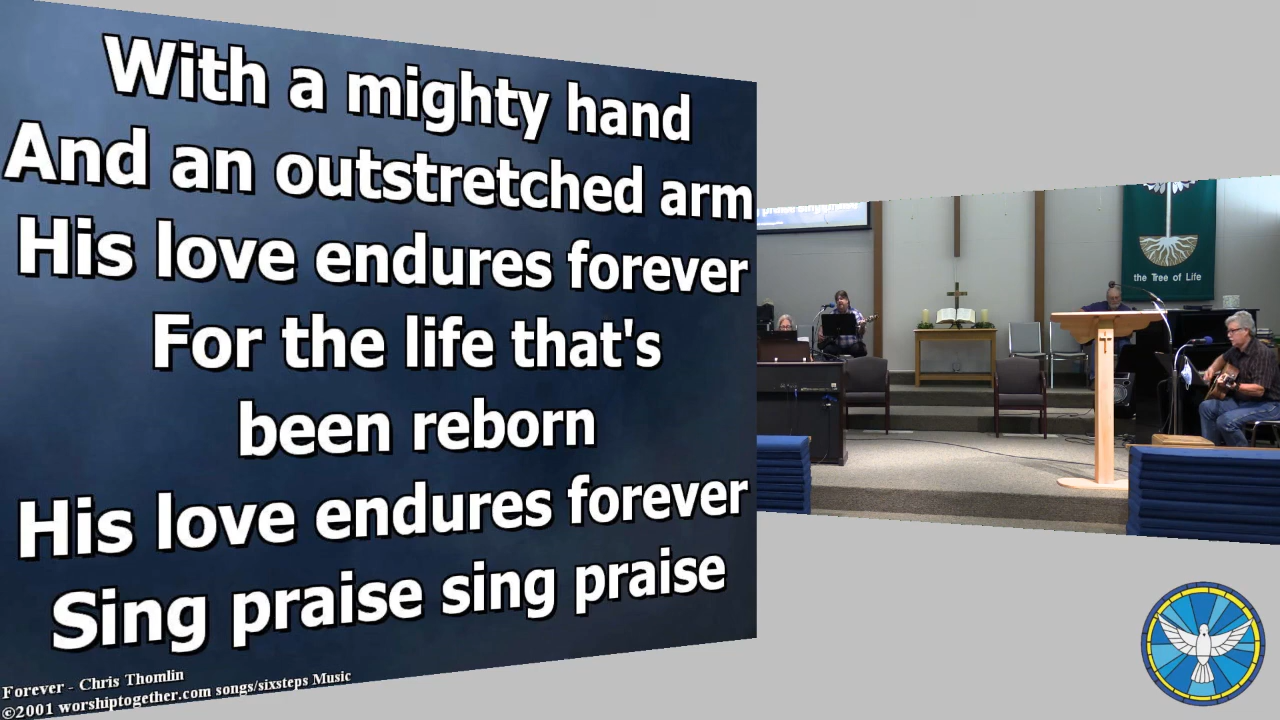 With a mighty hand
And an outstretched arm
His love endures forever
For the life that's
been reborn
His love endures forever
Sing praise sing praise
Forever - Chris Thomlin
©2001 worshiptogether.com songs/sixsteps Music
the Tree of Life